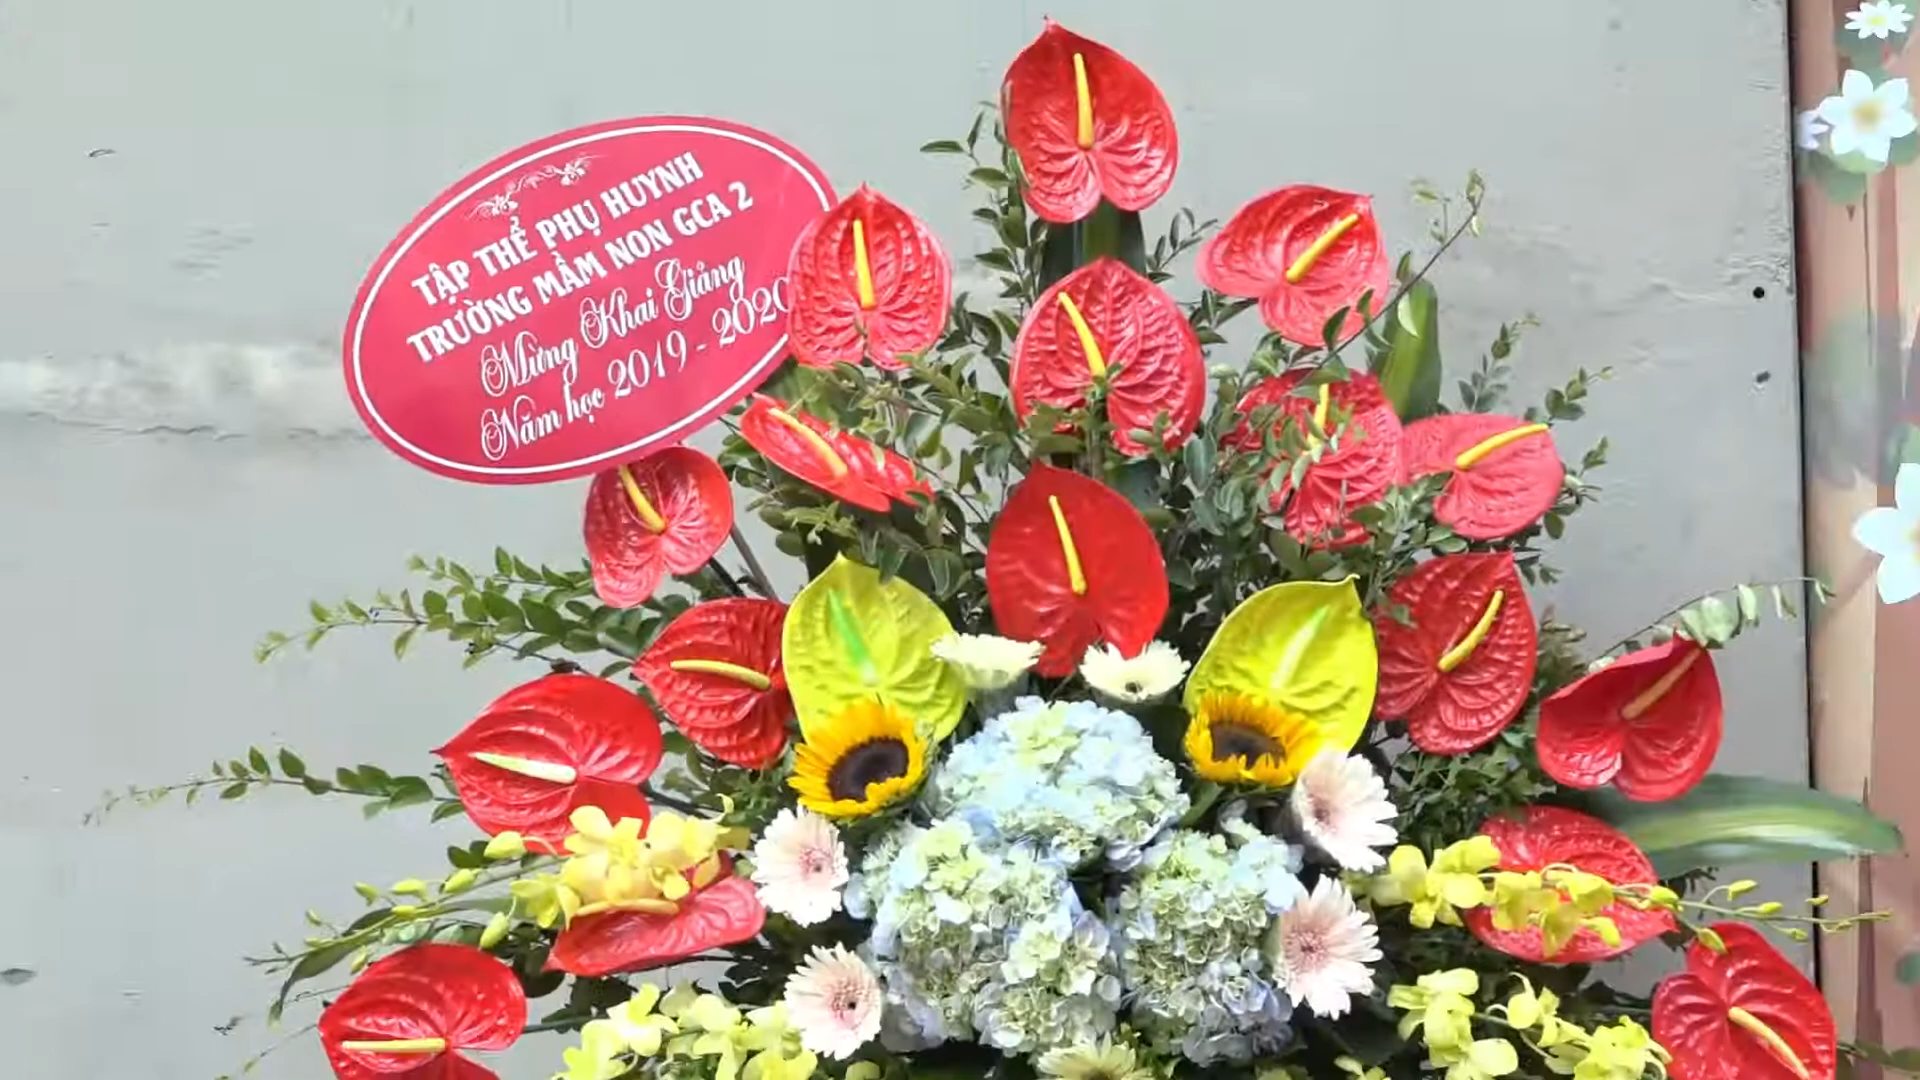 TẬP THỂ PHỤ HUYNH
TRƯỜNG MẦM NON GCA 2
Mừng Khai Giảng
Năm học 2019 - 2020